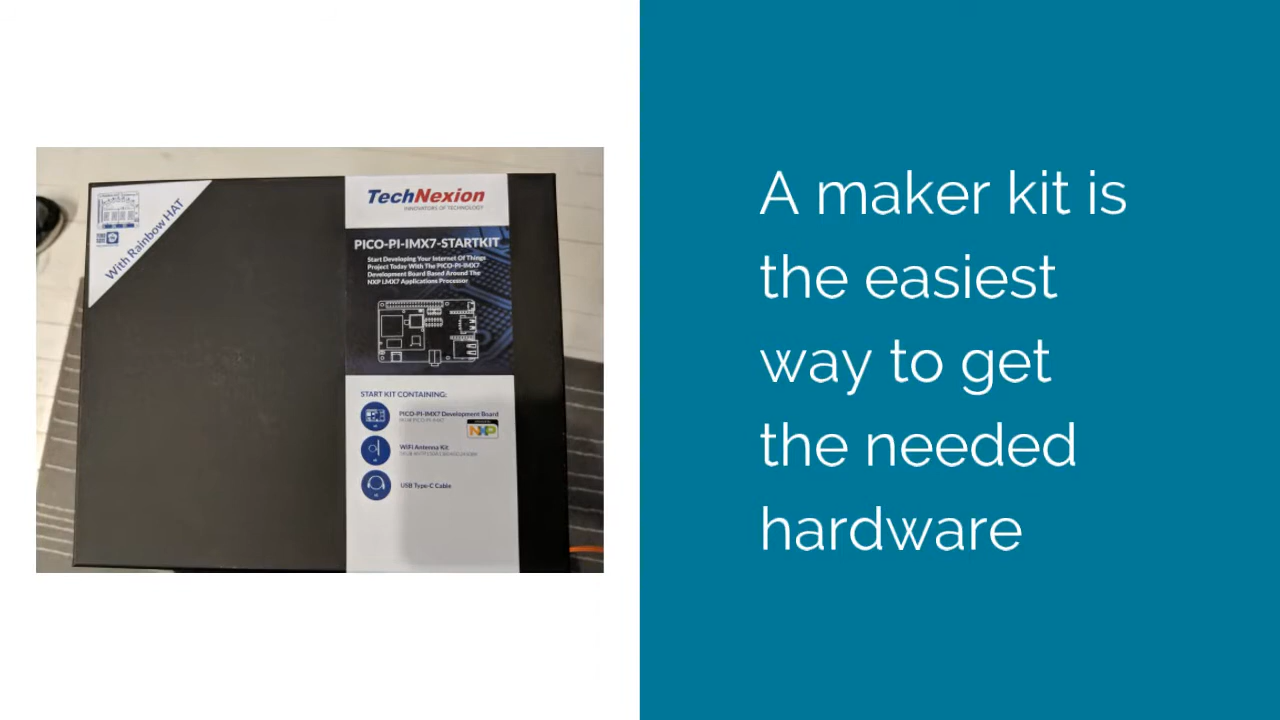 With Rainbow HAT
TechNexion
INNOVATORS OF TECHNOLOGY
PICO-PI-IMX7-STARTKIT
Start Developing Your Internet Of Things
Project Today With The PICO-PI-IMX7
Development Board Based Around The
NXP i.MX7 Applications Processor
START KIT CONTAINING:
PICO-PI-IMX7 Development Board
NXP
WiFi Antenna Kit
USB Type-C Cable
A maker kit is
the easiest
way to get
the needed
hardware